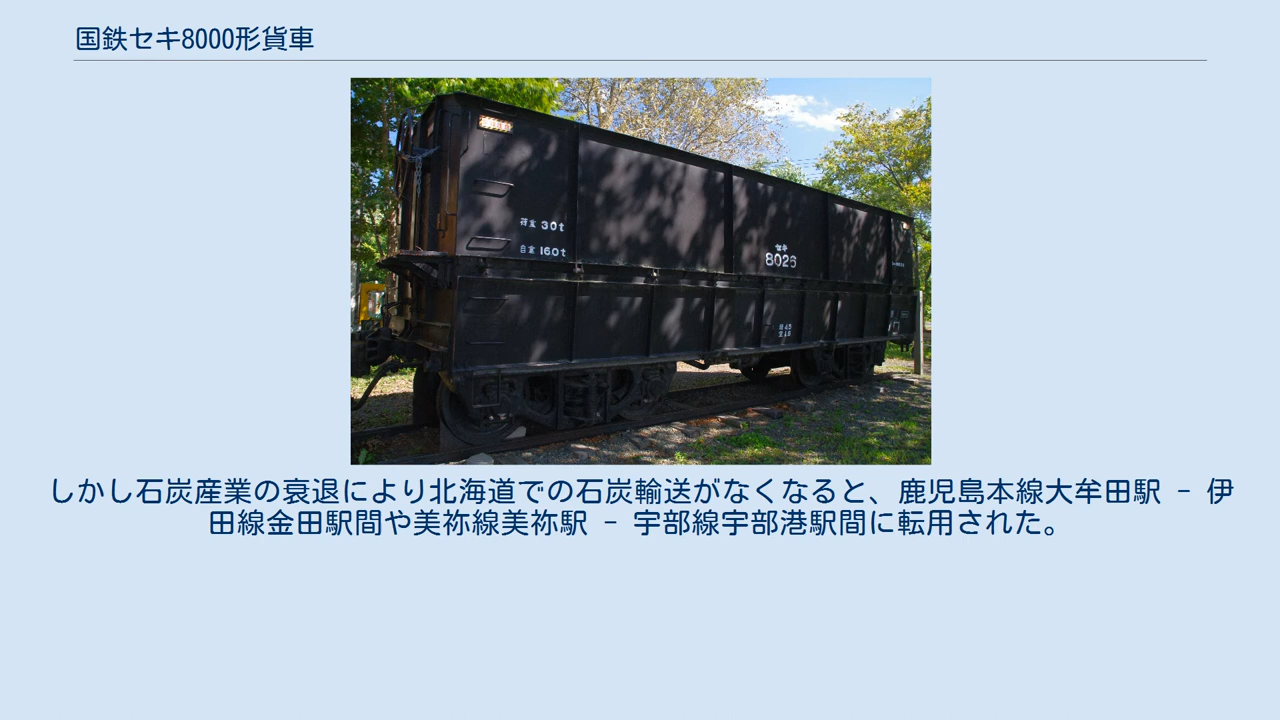 国鉄セキ8000形貨車
荷重 30t
自重 160t
セキ
8026
しかし石炭産業の衰退により北海道での石炭輸送がなくなると、鹿児島本線大牟田駅 - 伊
田線金田駅間や美祢線美祢駅 - 宇部線宇部港駅間に転用された。